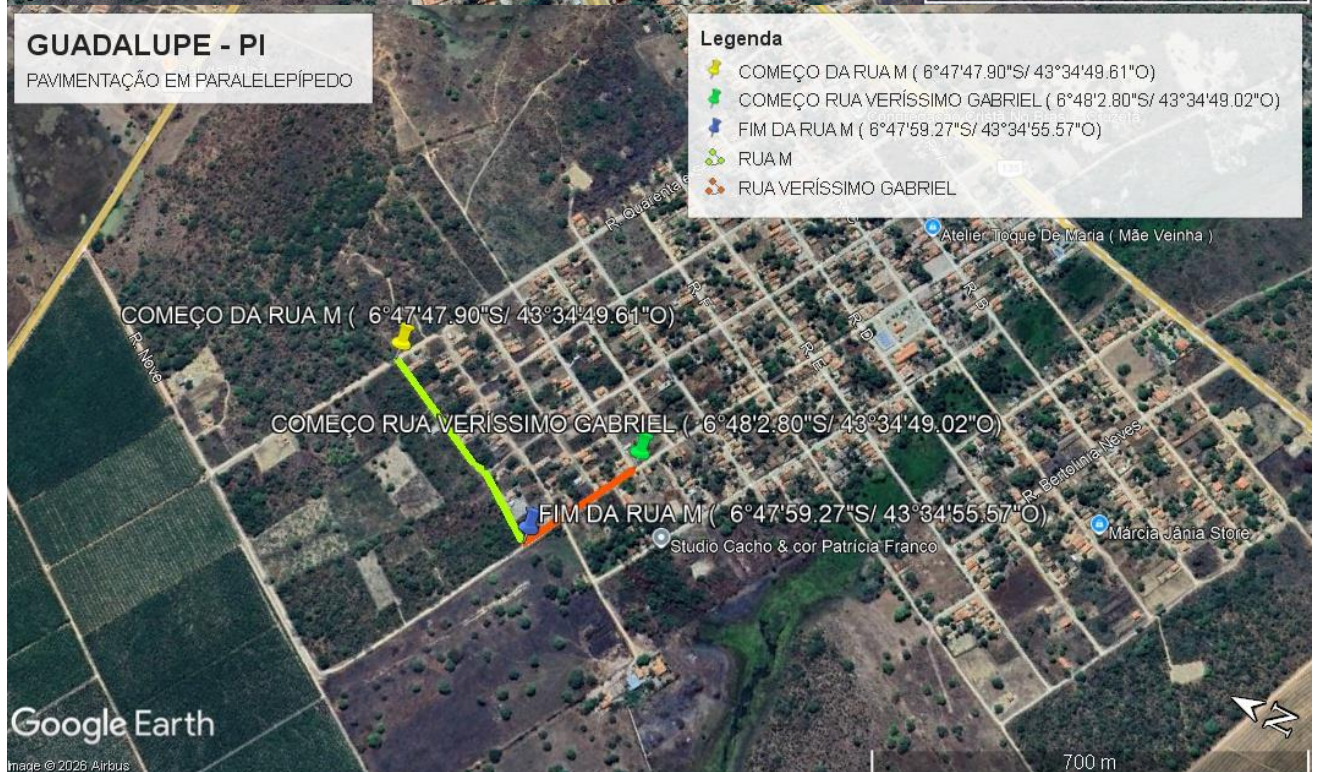 GUADALUPE - PI
PAVIMENTAÇÃO EM PARALELEPÍPEDO
Legenda
COMEÇO DA RUA M ( 6°47'47.90"S/ 43°34'49.61"O)
COMEÇO RUA VERÍSSIMO GABRIEL ( 6°48'2.80"S/ 43°34'49.02"O)
FIM DA RUA M ( 6°47'59.27"S/ 43°34'55.57"O)
RUA M
RUA VERÍSSIMO GABRIEL
R. Quarenta e
Atelier Toque De Maria ( Mãe Veinha )
R. F
R. B
COMEÇO DA RUA M ( 6°47'47.90"S/ 43°34'49.61"O)
R. D
R. Nove
R. E
COMEÇO RUA VERÍSSIMO GABRIEL ( 6°48'2.80"S/ 43°34'49.02"O)
R. Bertolinia Neves
FIM DA RUA M ( 6°47'59.27"S/ 43°34'55.57"O)
Márcia Jânia Store
Studio Cacho & cor Patrícia Franco
N
Google Earth
700 m
Image © 2026 Airbus